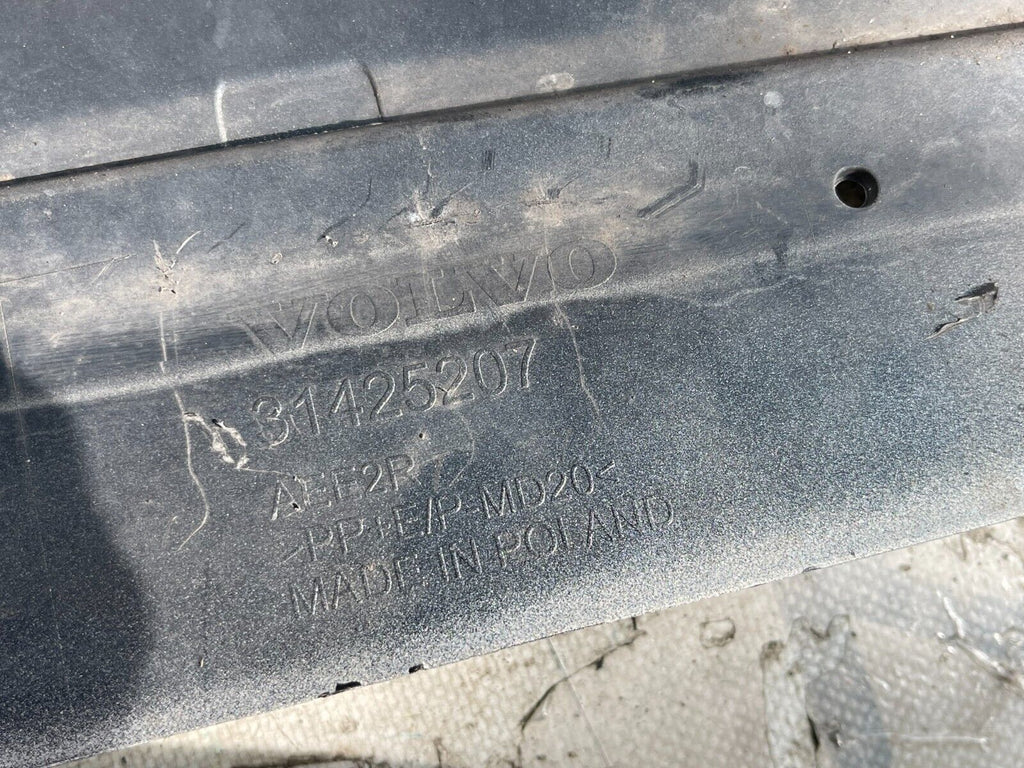 VOLVO
31425207
AEE2R
>PP+E/P-MD20<
MADE IN POLAND